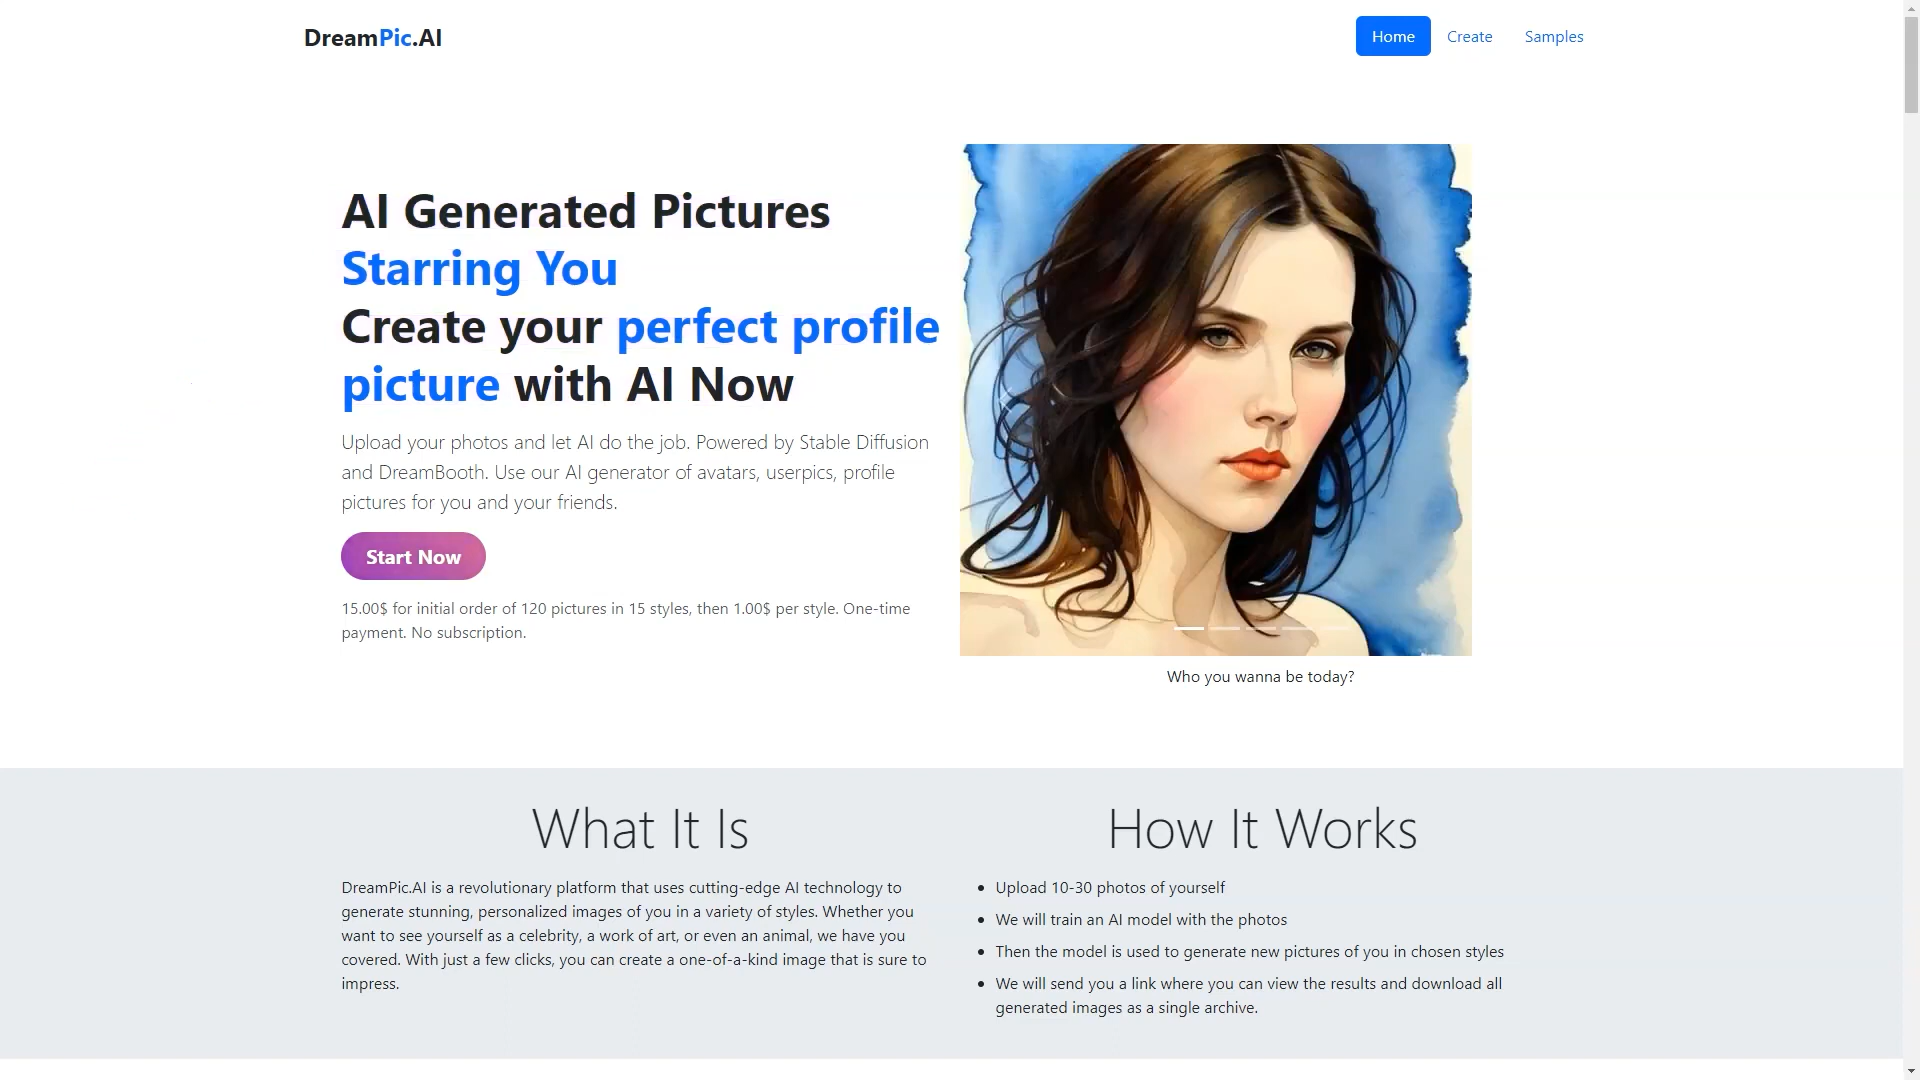 DreamPic.AI
Home
Create
Samples
AI Generated Pictures
Starring You
Create your perfect profile
picture with AI Now
Upload your photos and let AI do the job. Powered by Stable Diffusion
and DreamBooth. Use our AI generator of avatars, userpics, profile
pictures for you and your friends.
Start Now
15.00$ for initial order of 120 pictures in 15 styles, then 1.00$ per style. One-time
payment. No subscription.
Who you wanna be today?
What It Is
DreamPic.AI is a revolutionary platform that uses cutting-edge AI technology to
generate stunning, personalized images of you in a variety of styles. Whether you
want to see yourself as a celebrity, a work of art, or even an animal, we have you
covered. With just a few clicks, you can create a one-of-a-kind image that is sure to
impress.
How It Works
• Upload 10-30 photos of yourself
• We will train an AI model with the photos
• Then the model is used to generate new pictures of you in chosen styles
• We will send you a link where you can view the results and download all
generated images as a single archive.